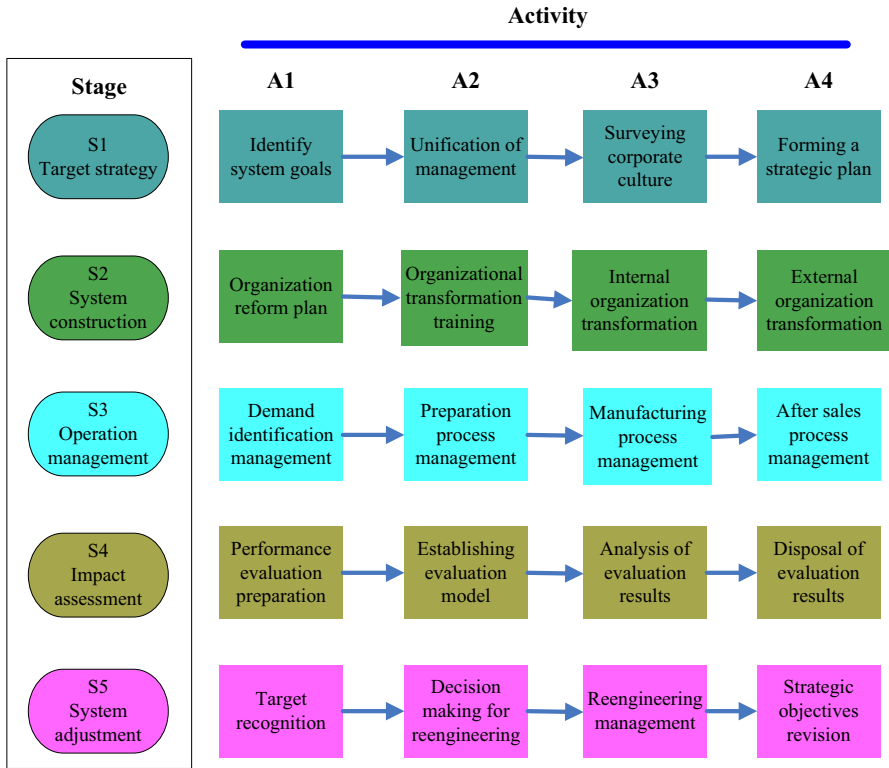 Activity
Stage
A1
A2
A3
A4
S1
Target strategy
Identify
system goals
Unification of
management
Surveying
corporate
culture
Forming a
strategic plan
S2
System
construction
Organization
reform plan
Organizational
transformation
training
Internal
organization
transformation
External
organization
transformation
S3
Operation
management
Demand
identification
management
Preparation
process
management
Manufacturing
process
management
After sales
process
management
S4
Impact
assessment
Performance
evaluation
preparation
Establishing
evaluation
model
Analysis of
evaluation
results
Disposal of
evaluation
results
S5
System
adjustment
Target
recognition
Decision
making for
reengineering
Reengineering
management
Strategic
objectives
revision